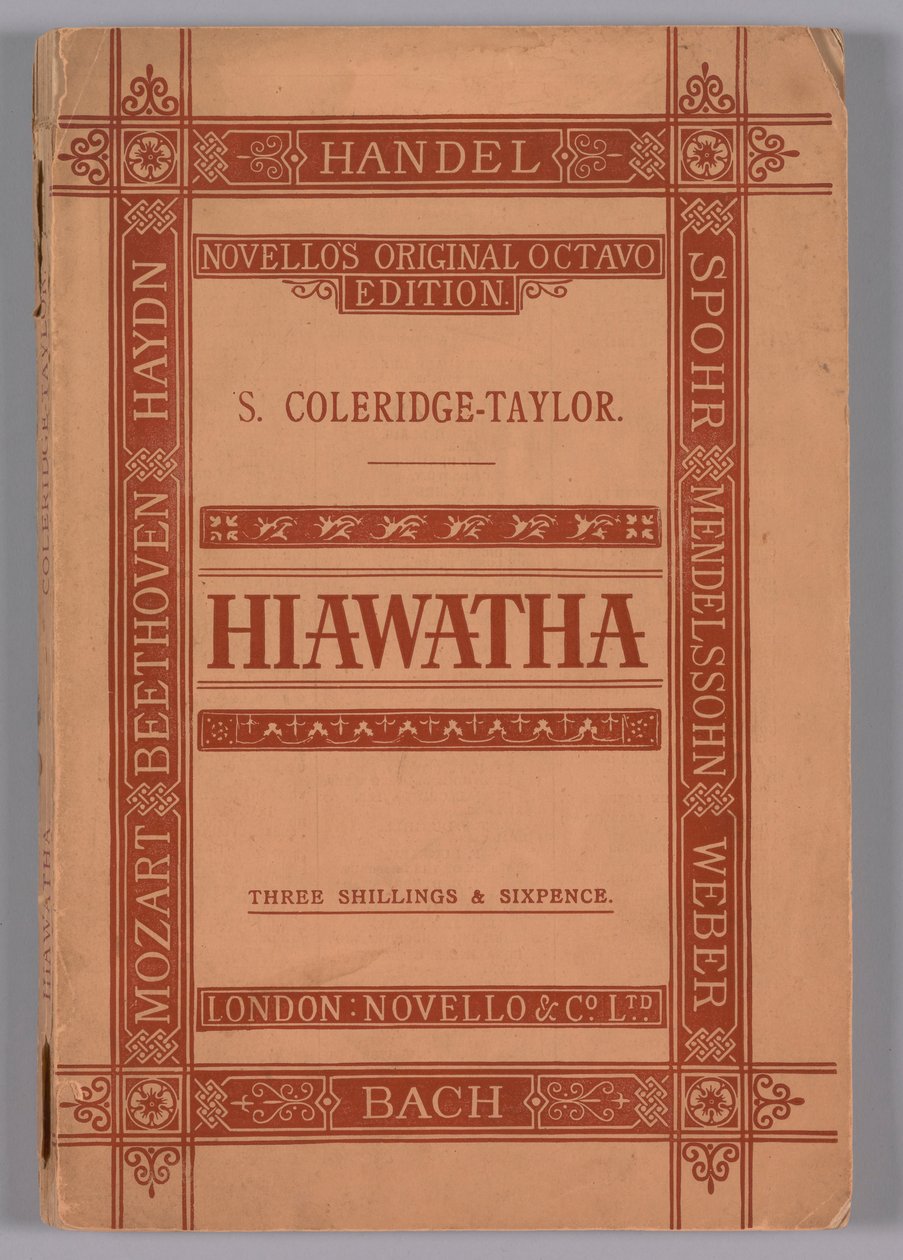 HANDEL
NOVELLO'S ORIGINAL OCTAVO
EDITION.
S. COLERIDGE-TAYLOR.
HIAWATHA
THREE SHILLINGS & SIXPENCE.
LONDON: NOVELLO & Co. LTD.
BACH
MOZART BEETHOVEN HAYDN
SPOHR MENDELSSOHN WEBER
HIAWATHA COLERIDGE-TAYLOR